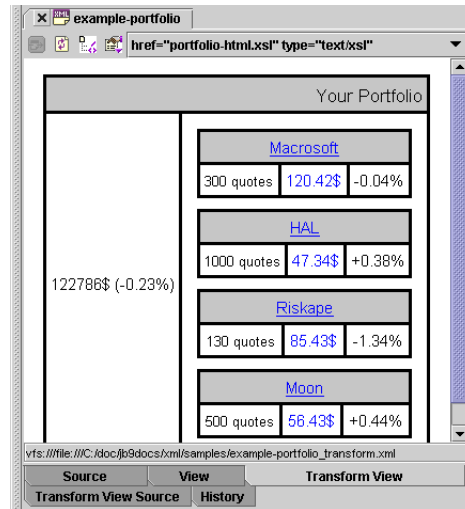 example-portfolio
href="portfolio-html.xsl" type="text/xsl"
Your Portfolio
122786$ (-0.23%)
Macrosoft
300 quotes 120.42$ -0.04%
HAL
1000 quotes 47.34$ +0.38%
Riskape
130 quotes 85.43$ -1.34%
Moon
500 quotes 56.43$ +0.44%
vfs:///file:///C:/doc/jb9docs/xml/samples/example-portfolio_transform.xml
Source View Transform View
Transform View Source History